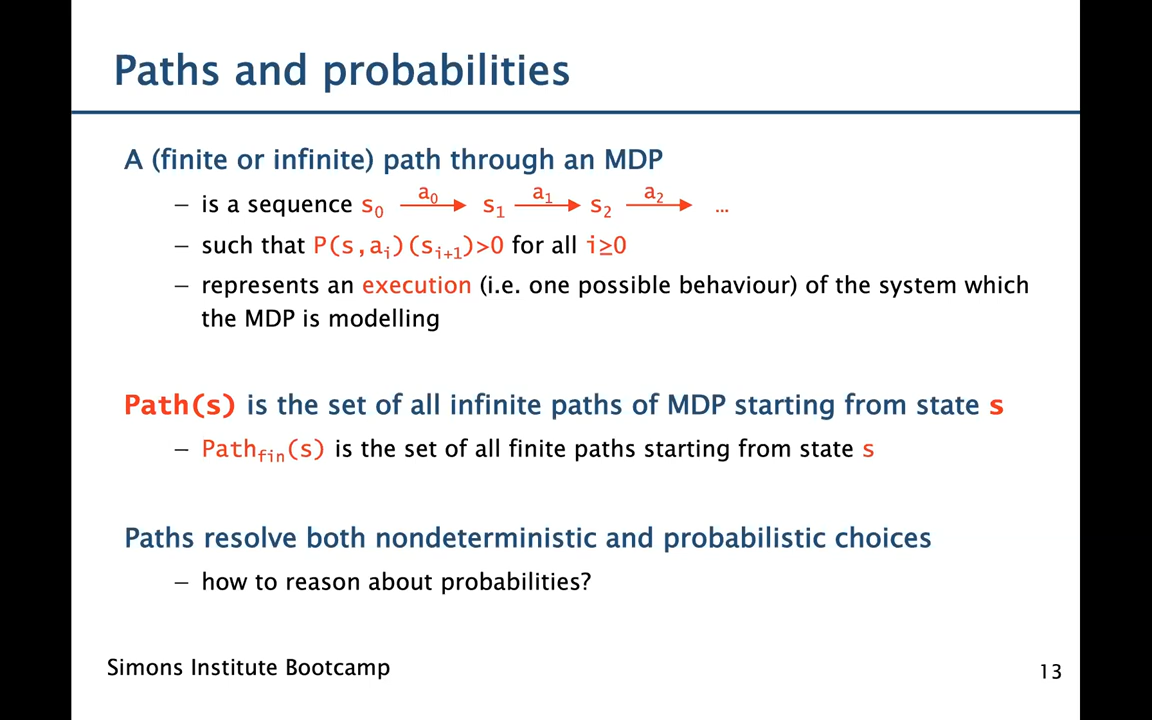 Paths and probabilities
A (finite or infinite) path through an MDP
– is a sequence s₀ —a₀→ s₁ —a₁→ s₂ —a₂→ …
– such that P(s,aᵢ)(sᵢ₊₁)>0 for all i≥0
– represents an execution (i.e. one possible behaviour) of the system which
the MDP is modelling
Path(s) is the set of all infinite paths of MDP starting from state s
– Path_fin(s) is the set of all finite paths starting from state s
Paths resolve both nondeterministic and probabilistic choices
– how to reason about probabilities?
Simons Institute Bootcamp
13